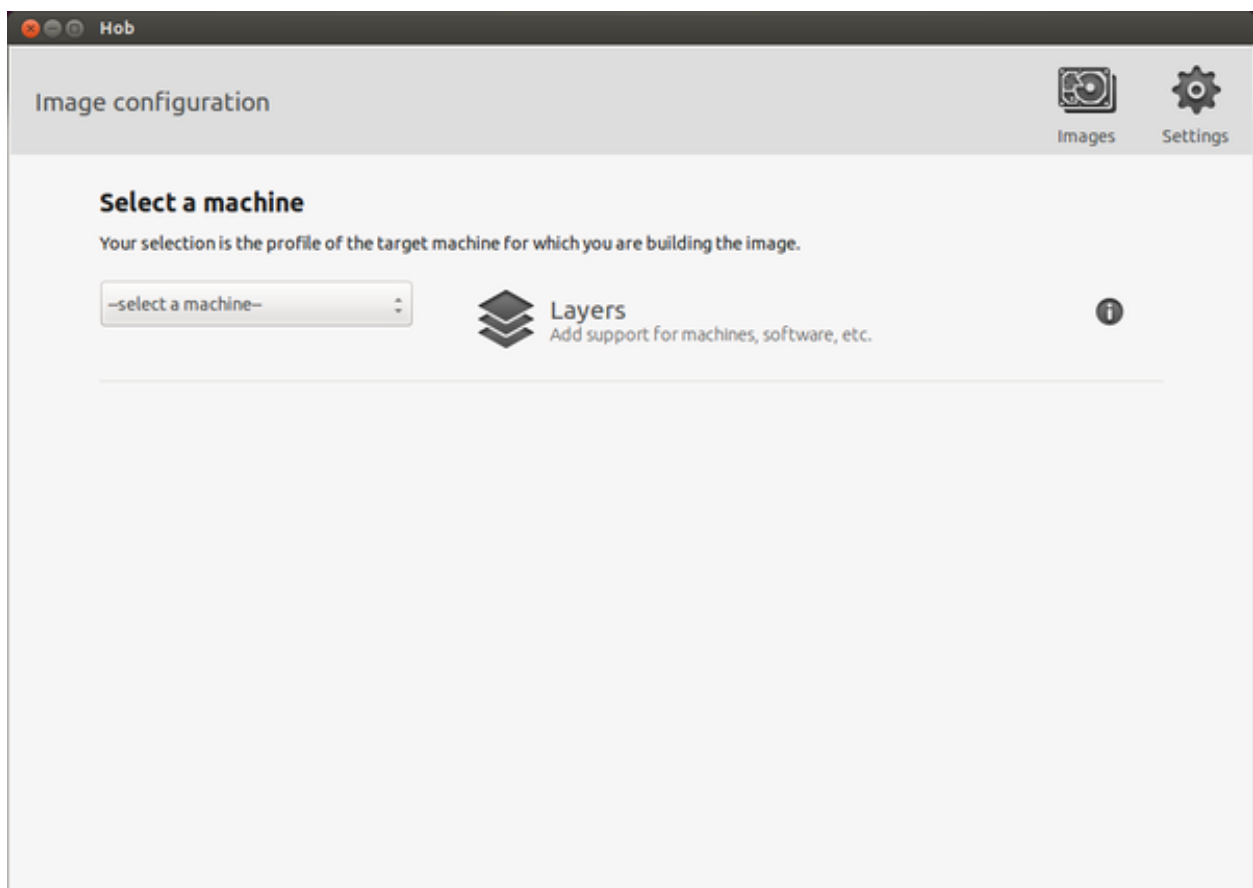 Hob
Image configuration
Images
Settings
Select a machine
Your selection is the profile of the target machine for which you are building the image.
--select a machine--
Layers
Add support for machines, software, etc.